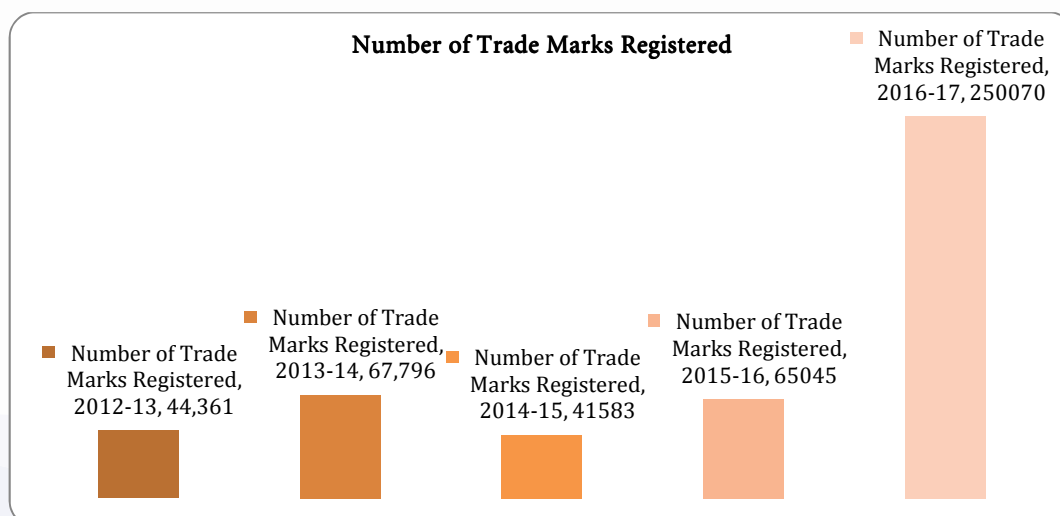 Number of Trade Marks Registered
Number of Trade
Marks Registered,
2012-13, 44,361
Number of Trade
Marks Registered,
2013-14, 67,796
Number of Trade
Marks Registered,
2014-15, 41583
Number of Trade
Marks Registered,
2015-16, 65045
Number of Trade
Marks Registered,
2016-17, 250070